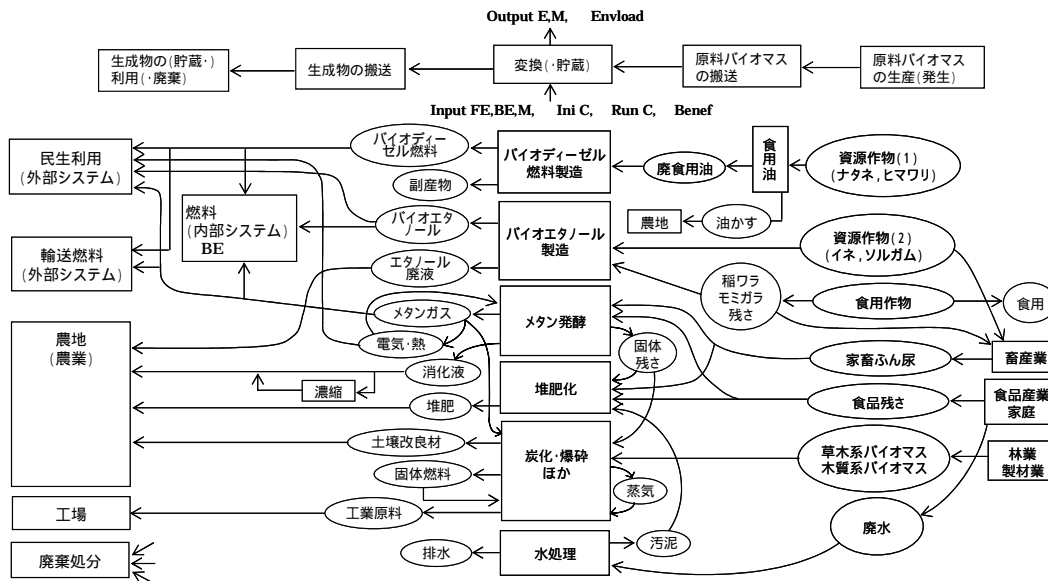 Output E,M, Envload
生成物の(貯蔵・)
利用(・廃棄)
生成物の搬送
変換(・貯蔵)
原料バイオマス
の搬送
原料バイオマス
の生産(発生)
Input FE,BE,M, Ini C, Run C, Benef
民生利用
(外部システム)
輸送燃料
(外部システム)
農地
(農業)
工場
廃棄処分
燃料
(内部システム)
BE
濃縮
バイオディー
ゼル燃料
副産物
バイオエタ
ノール
エタノール
廃液
メタンガス
電気・熱
消化液
堆肥
土壌改良材
固体燃料
工業原料
排水
バイオディーゼル
燃料製造
バイオエタノール
製造
メタン発酵
堆肥化
炭化・爆砕
ほか
水処理
固体
残さ
蒸気
汚泥
廃食用油
食
用
油
農地
油かす
稲ワラ
モミガラ
残さ
資源作物(1)
(ナタネ,ヒマワリ)
資源作物(2)
(イネ,ソルガム)
食用作物
食用
家畜ふん尿
畜産業
食品残さ
食品産業
家庭
草木系バイオマス
木質系バイオマス
林業
製材業
廃水